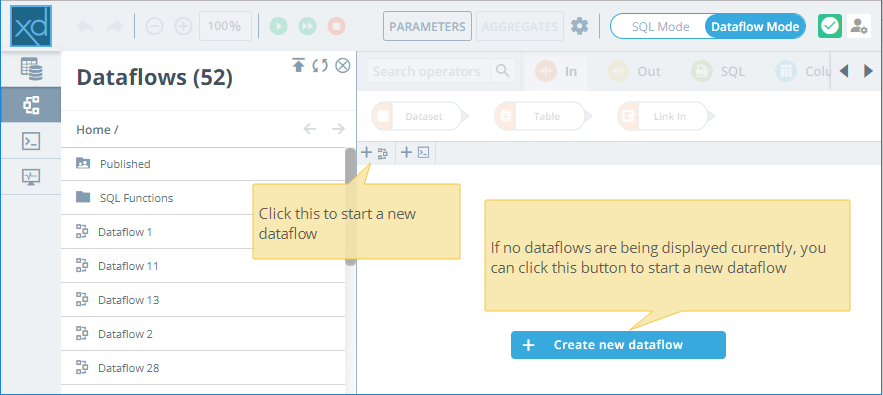 xd
100%
PARAMETERS
AGGREGATES
SQL Mode
Dataflow Mode
Dataflows (52)
Search operators
In
Out
SQL
Colu
Dataset
Table
Link In
Home /
Published
SQL Functions
Dataflow 1
Dataflow 11
Dataflow 13
Dataflow 2
Dataflow 28
Click this to start a new
dataflow
If no dataflows are being displayed currently, you
can click this button to start a new dataflow
+ Create new dataflow